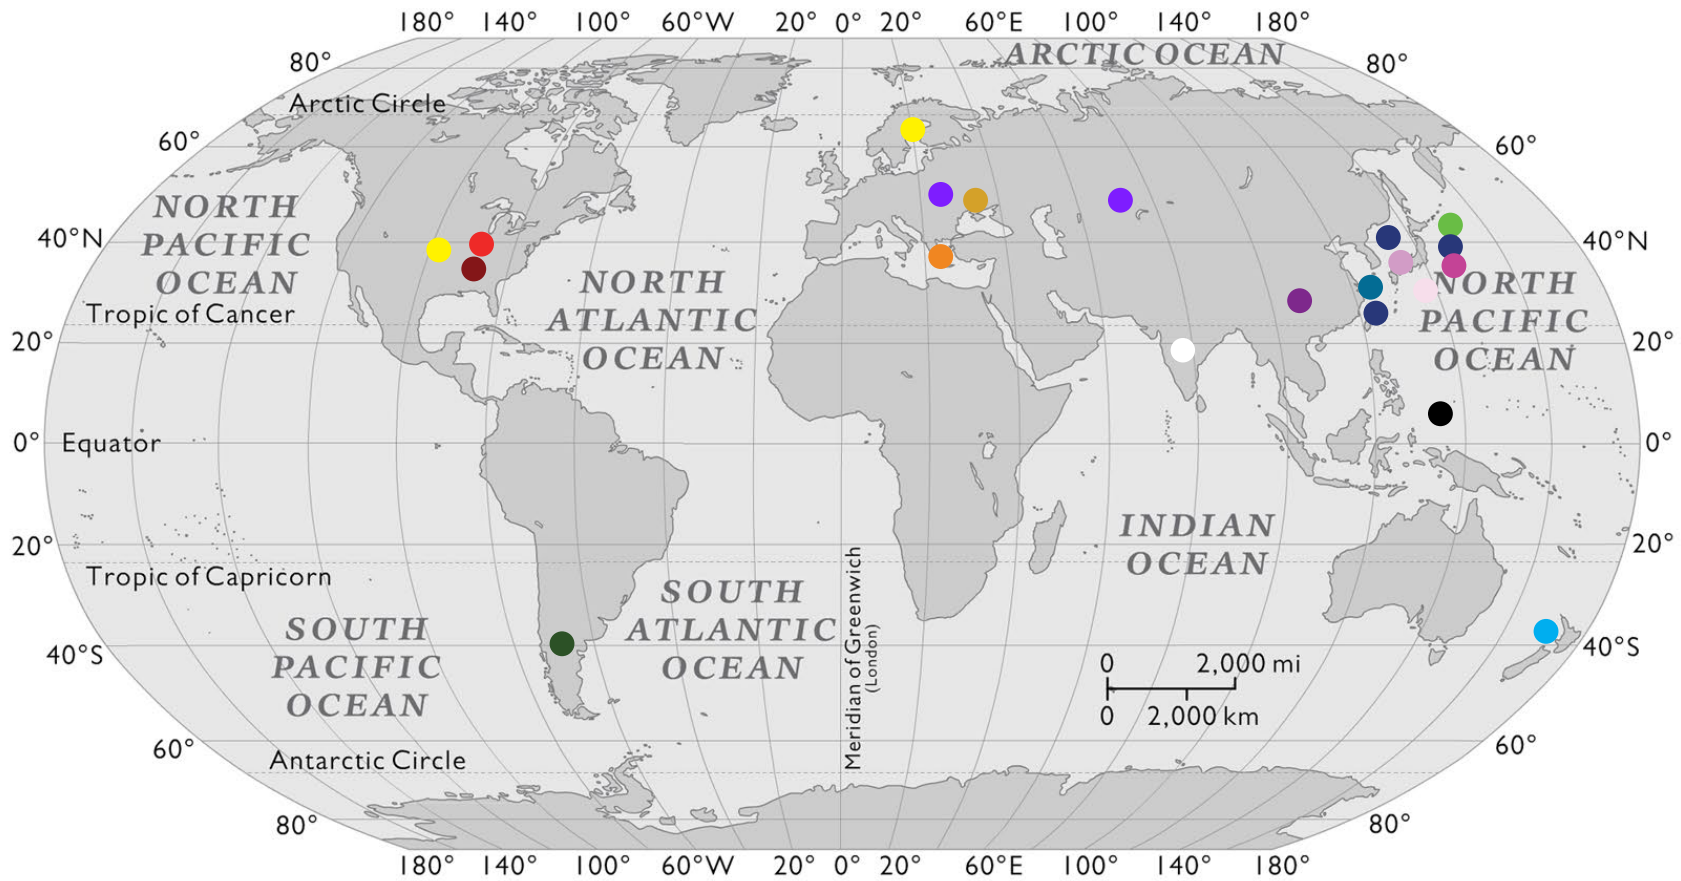 180° 140° 100° 60°W 20° 0° 20° 60°E 100° 140° 180°
ARCTIC OCEAN
80° 80°
Arctic Circle
60° 60°
NORTH
PACIFIC
OCEAN
40°N 40°N
NORTH
ATLANTIC
OCEAN
NORTH
PACIFIC
OCEAN
Tropic of Cancer
20° 20°
0° Equator 0°
INDIAN
OCEAN
20° 20°
Tropic of Capricorn
SOUTH
PACIFIC
OCEAN
SOUTH
ATLANTIC
OCEAN
Meridian of Greenwich
(London)
40°S 40°S
0 2,000 mi
0 2,000 km
60° 60°
Antarctic Circle
80° 80°
180° 140° 100° 60°W 20° 0° 20° 60°E 100° 140° 180°